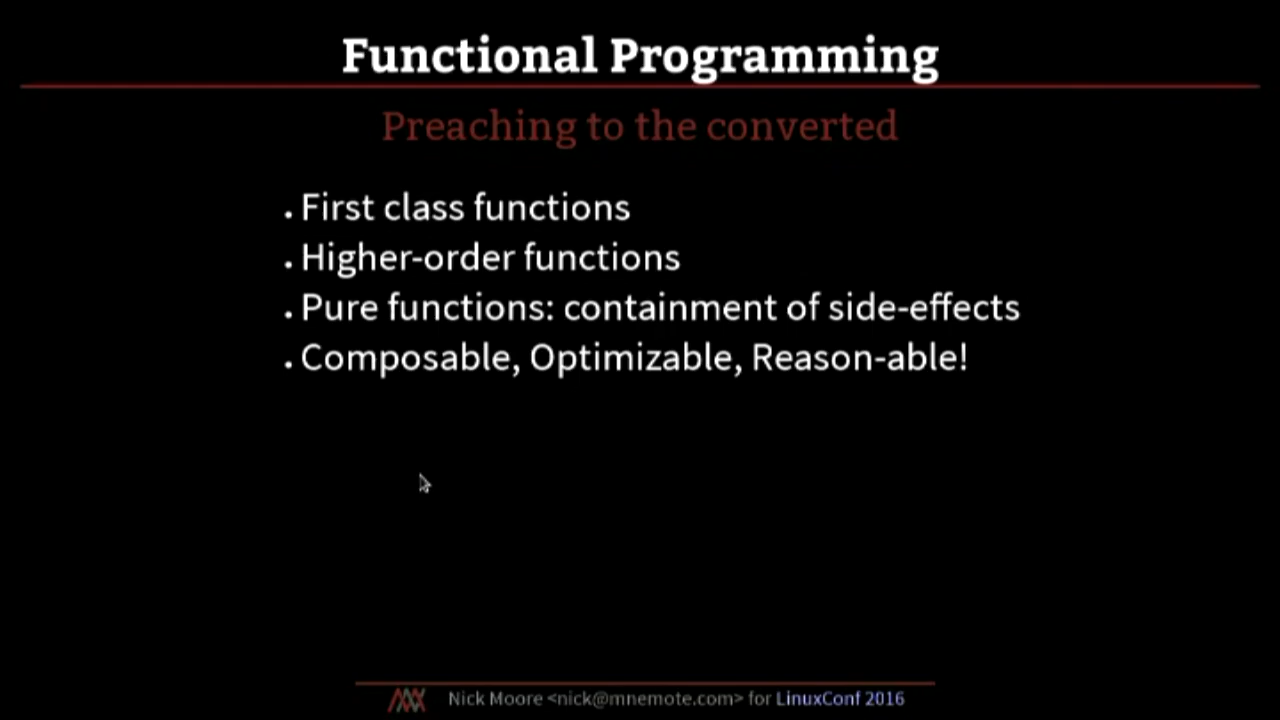 Functional Programming
Preaching to the converted
• First class functions
• Higher-order functions
• Pure functions: containment of side-effects
• Composable, Optimizable, Reason-able!
Nick Moore <nick@mnemote.com> for LinuxConf 2016